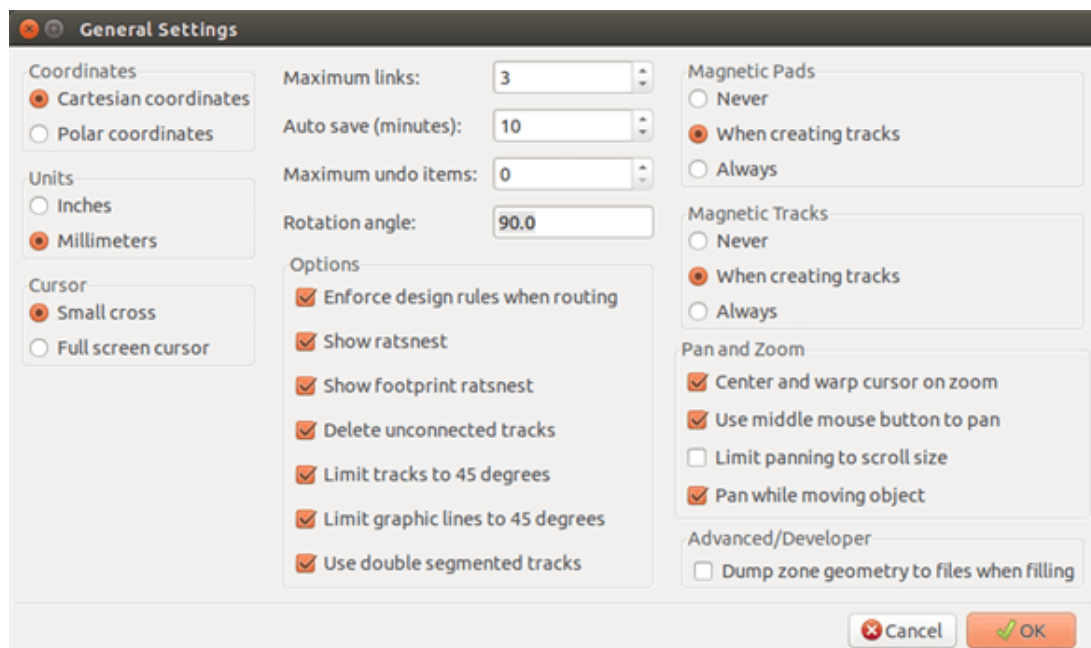 General Settings
Coordinates
Cartesian coordinates
Polar coordinates
Units
Inches
Millimeters
Cursor
Small cross
Full screen cursor
Maximum links: 3
Auto save (minutes): 10
Maximum undo items: 0
Rotation angle: 90.0
Options
Enforce design rules when routing
Show ratsnest
Show footprint ratsnest
Delete unconnected tracks
Limit tracks to 45 degrees
Limit graphic lines to 45 degrees
Use double segmented tracks
Magnetic Pads
Never
When creating tracks
Always
Magnetic Tracks
Never
When creating tracks
Always
Pan and Zoom
Center and warp cursor on zoom
Use middle mouse button to pan
Limit panning to scroll size
Pan while moving object
Advanced/Developer
Dump zone geometry to files when filling
Cancel
OK